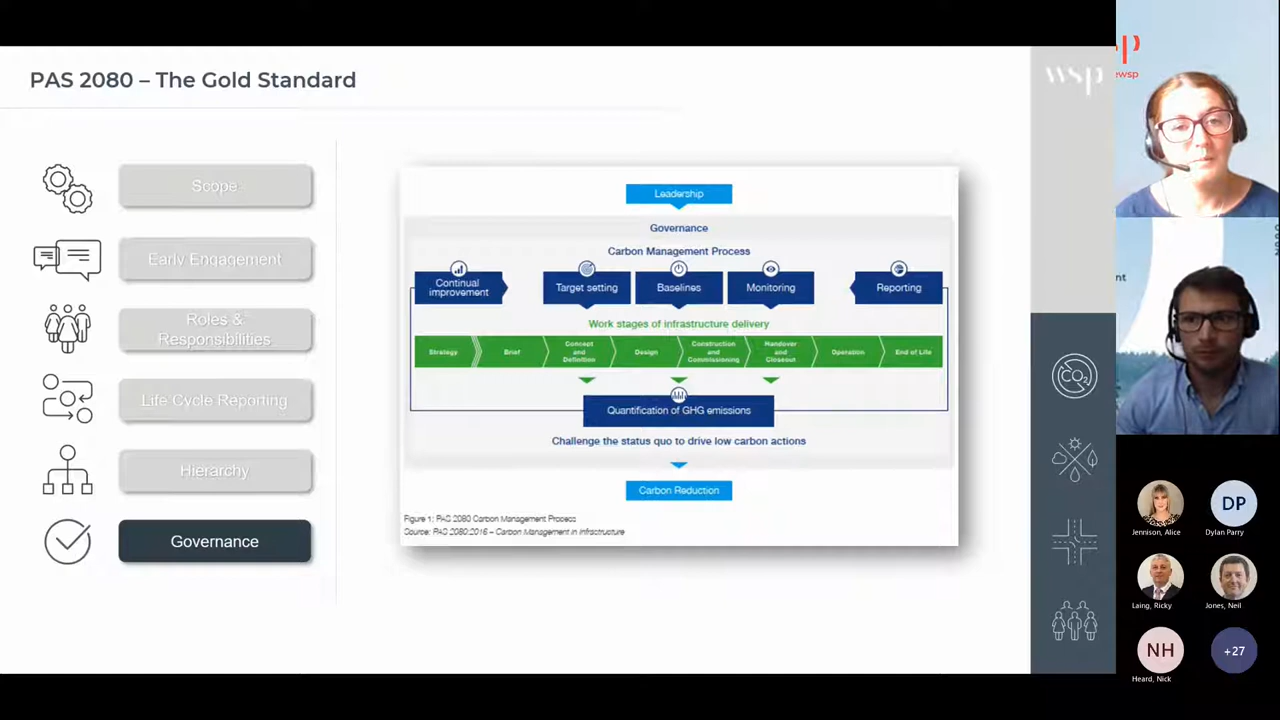 PAS 2080 – The Gold Standard
Scope
Early Engagement
Roles &
Responsibilities
Life Cycle Reporting
Hierarchy
Governance
Leadership
Governance
Carbon Management Process
Continual
improvement
Target setting
Baselines
Monitoring
Reporting
Work stages of infrastructure delivery
Strategy
Brief
Concept
and
Definition
Design
Construction
and
Commissioning
Handover
and
Closeout
Operation
End of Life
Quantification of GHG emissions
Challenge the status quo to drive low carbon actions
Carbon Reduction
Figure 1: PAS 2080 Carbon Management Process
Source: PAS 2080:2016 – Carbon Management in Infrastructure
wsp
CO2
Jennison, Alice
DP
Dylan Parry
Laing, Ricky
Jones, Neil
NH
Heard, Nick
+27